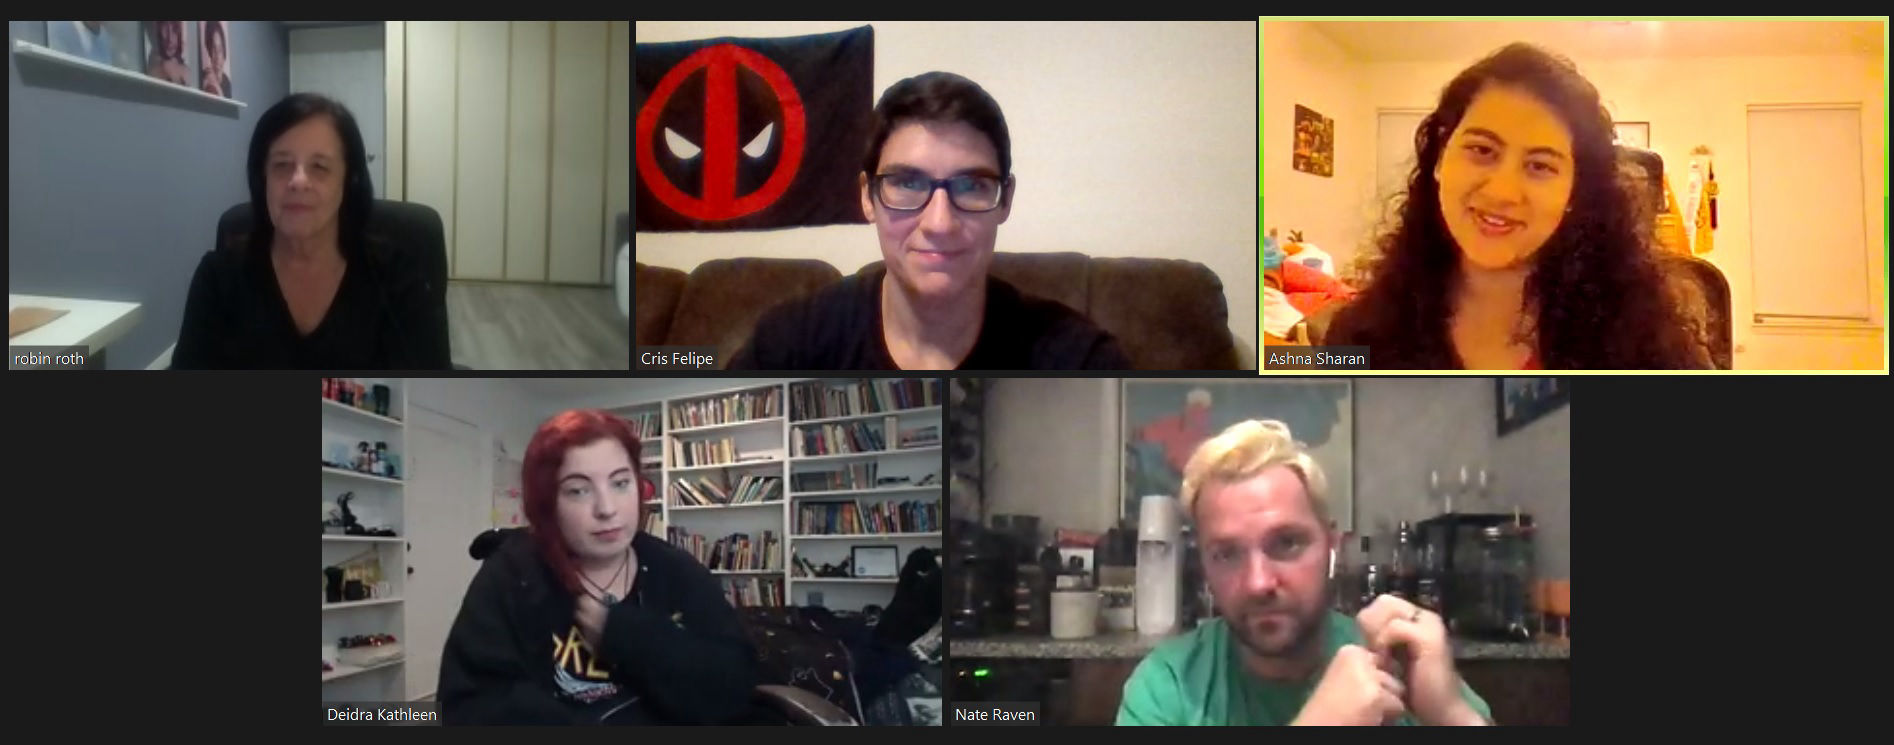 robin roth
Cris Felipe
Ashna Sharan
Deidra Kathleen
Nate Raven